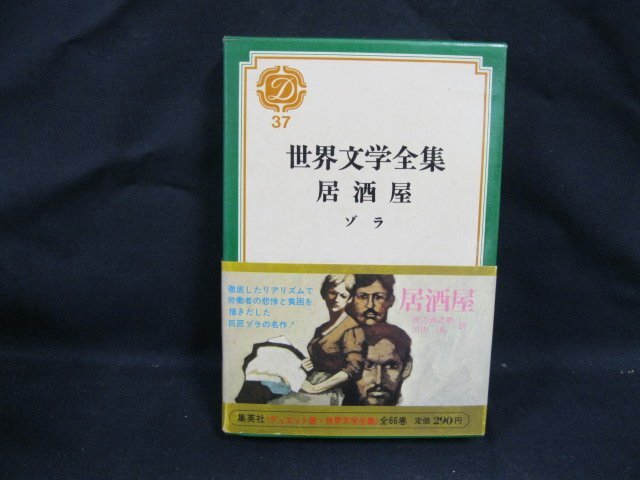 D
37
世界文学全集
居酒屋
ゾラ
徹底したリアリズムで
労働者の悲惨と貧困を
描きだした
巨匠ゾラの名作!
居酒屋
訳
集英社〈デュエット版・世界文学全集〉全66巻 定価290円